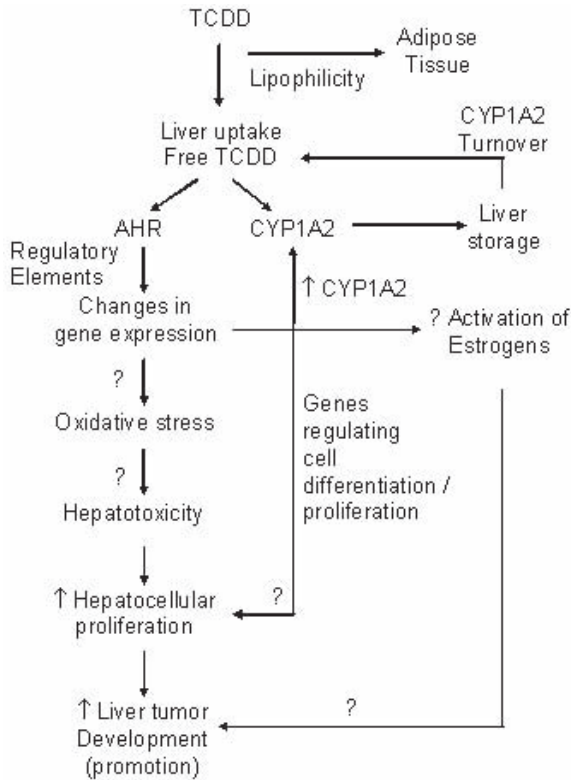 TCDD
Adipose
Tissue
Lipophilicity
CYP1A2
Turnover
Liver uptake
Free TCDD
AHR
CYP1A2
Liver
storage
Regulatory
Elements
↑ CYP1A2
Changes in
gene expression
? Activation of
Estrogens
?
Oxidative stress
Genes
regulating
cell
differentiation /
proliferation
?
Hepatotoxicity
↑ Hepatocellular
proliferation
?
↑ Liver tumor
Development
(promotion)
?